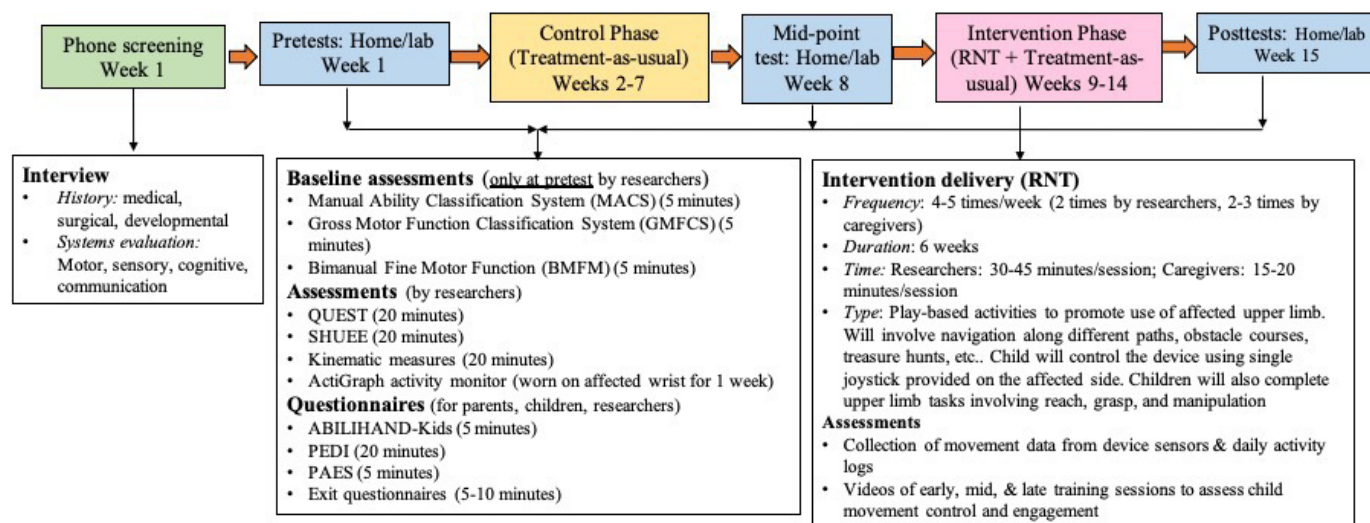 Phone screening
Week 1
Pretests: Home/lab
Week 1
Control Phase
(Treatment-as-usual)
Weeks 2-7
Mid-point
test: Home/lab
Week 8
Intervention Phase
(RNT + Treatment-as-
usual) Weeks 9-14
Posttests: Home/lab
Week 15
Interview
• History: medical,
surgical, developmental
• Systems evaluation:
Motor, sensory, cognitive,
communication
Baseline assessments (only at pretest by researchers)
• Manual Ability Classification System (MACS) (5 minutes)
• Gross Motor Function Classification System (GMFCS) (5
minutes)
• Bimanual Fine Motor Function (BMFM) (5 minutes)
Assessments (by researchers)
• QUEST (20 minutes)
• SHUEE (20 minutes)
• Kinematic measures (20 minutes)
• ActiGraph activity monitor (worn on affected wrist for 1 week)
Questionnaires (for parents, children, researchers)
• ABILIHAND-Kids (5 minutes)
• PEDI (20 minutes)
• PAES (5 minutes)
• Exit questionnaires (5-10 minutes)
Intervention delivery (RNT)
• Frequency: 4-5 times/week (2 times by researchers, 2-3 times by
caregivers)
• Duration: 6 weeks
• Time: Researchers: 30-45 minutes/session; Caregivers: 15-20
minutes/session
• Type: Play-based activities to promote use of affected upper limb.
Will involve navigation along different paths, obstacle courses,
treasure hunts, etc.. Child will control the device using single
joystick provided on the affected side. Children will also complete
upper limb tasks involving reach, grasp, and manipulation
Assessments
• Collection of movement data from device sensors & daily activity
logs
• Videos of early, mid, & late training sessions to assess child
movement control and engagement